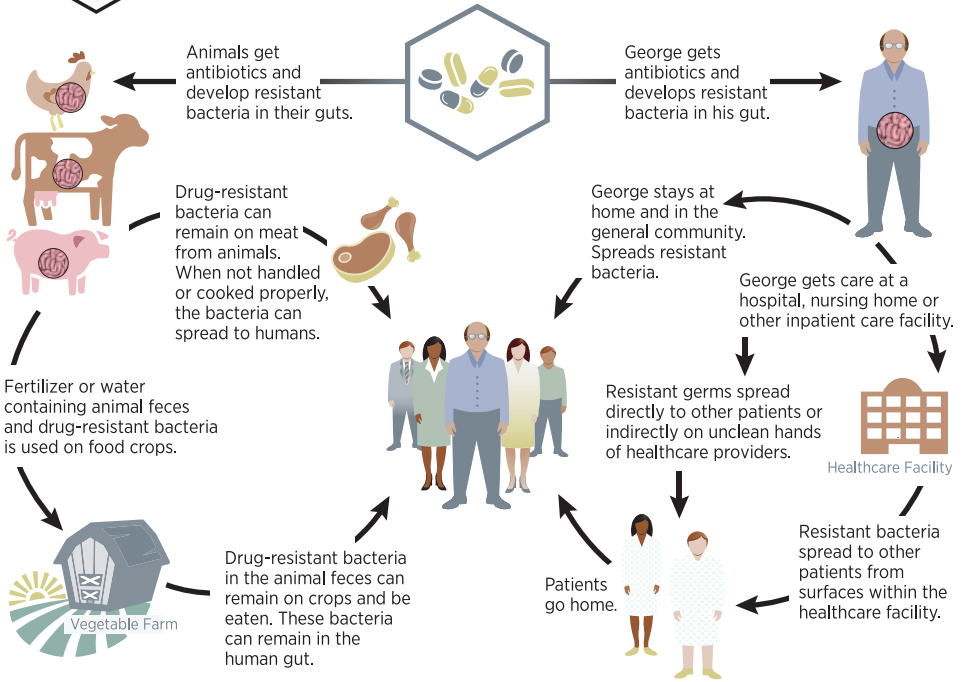 Animals get
antibiotics and
develop resistant
bacteria in their guts.
George gets
antibiotics and
develops resistant
bacteria in his gut.
Drug-resistant
bacteria can
remain on meat
from animals.
When not handled
or cooked properly,
the bacteria can
spread to humans.
George stays at
home and in the
general community.
Spreads resistant
bacteria.
George gets care at a
hospital, nursing home or
other inpatient care facility.
Fertilizer or water
containing animal feces
and drug-resistant bacteria
is used on food crops.
Resistant germs spread
directly to other patients or
indirectly on unclean hands
of healthcare providers.
Healthcare Facility
Vegetable Farm
Drug-resistant bacteria
in the animal feces can
remain on crops and be
eaten. These bacteria
can remain in the
human gut.
Patients
go home.
Resistant bacteria
spread to other
patients from
surfaces within the
healthcare facility.